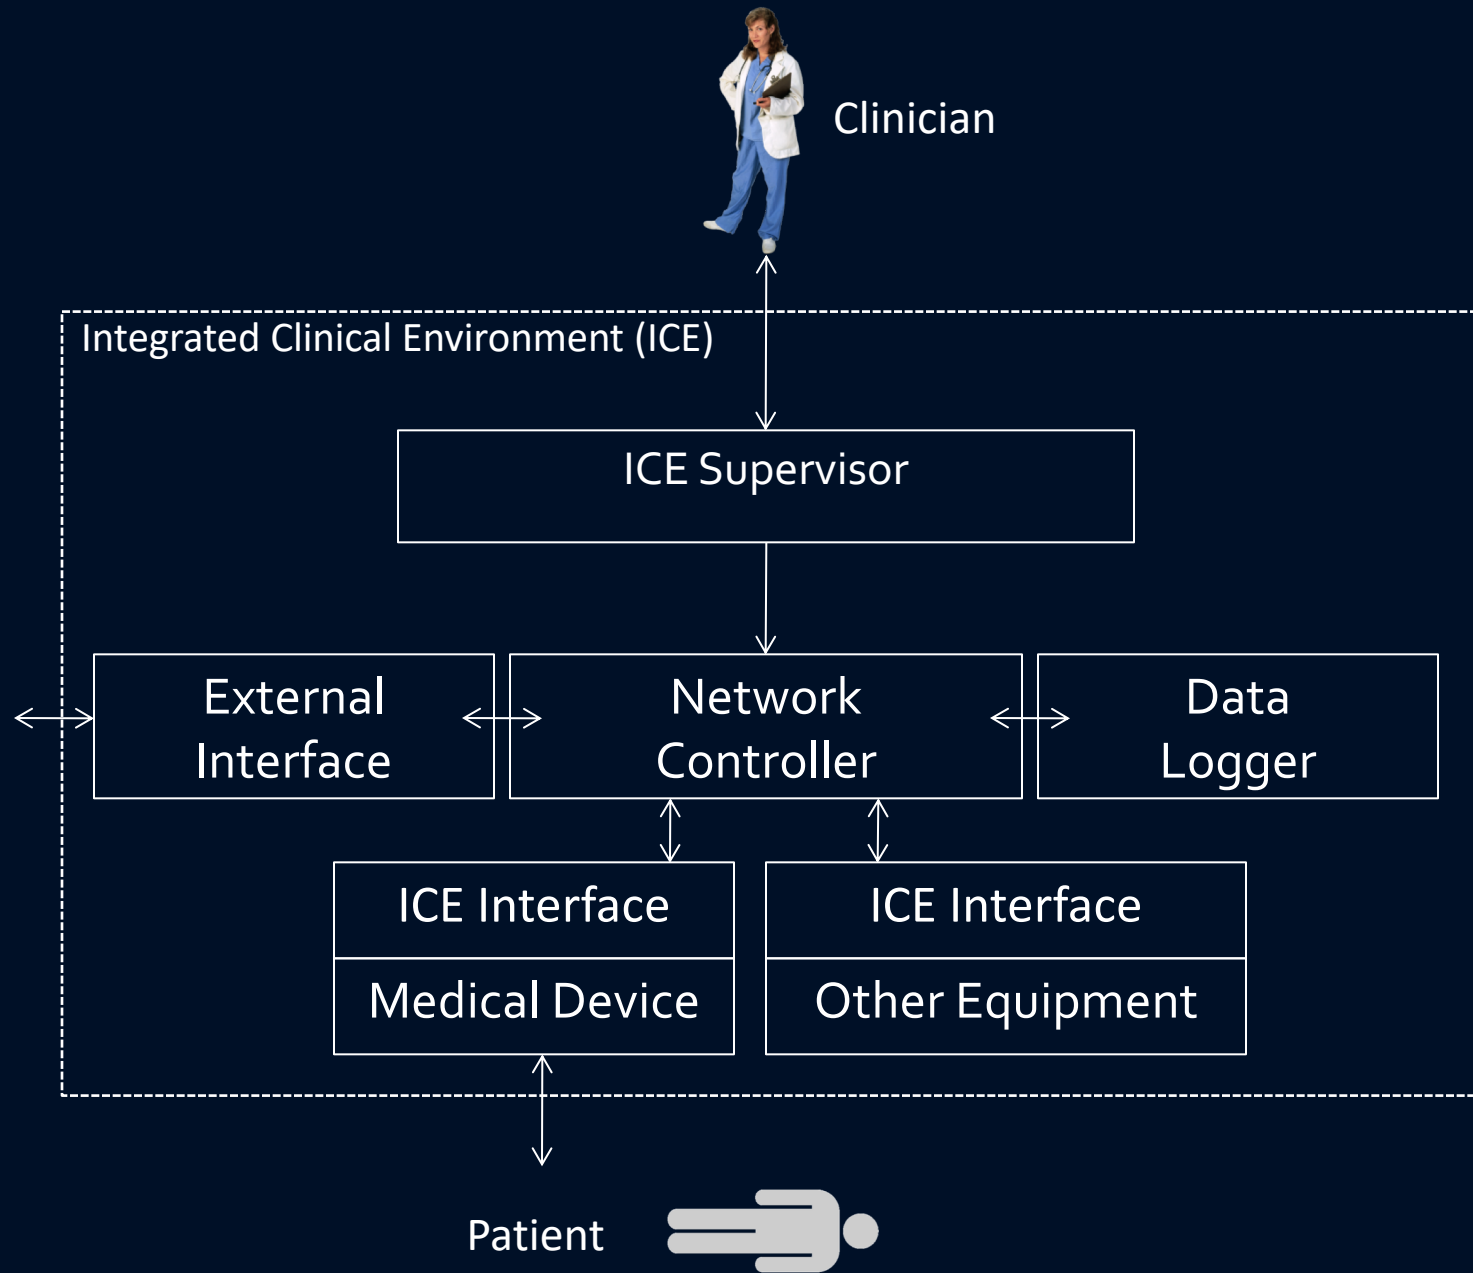 Clinician
Integrated Clinical Environment (ICE)
ICE Supervisor
External
Interface
Network
Controller
Data
Logger
ICE Interface
Medical Device
ICE Interface
Other Equipment
Patient